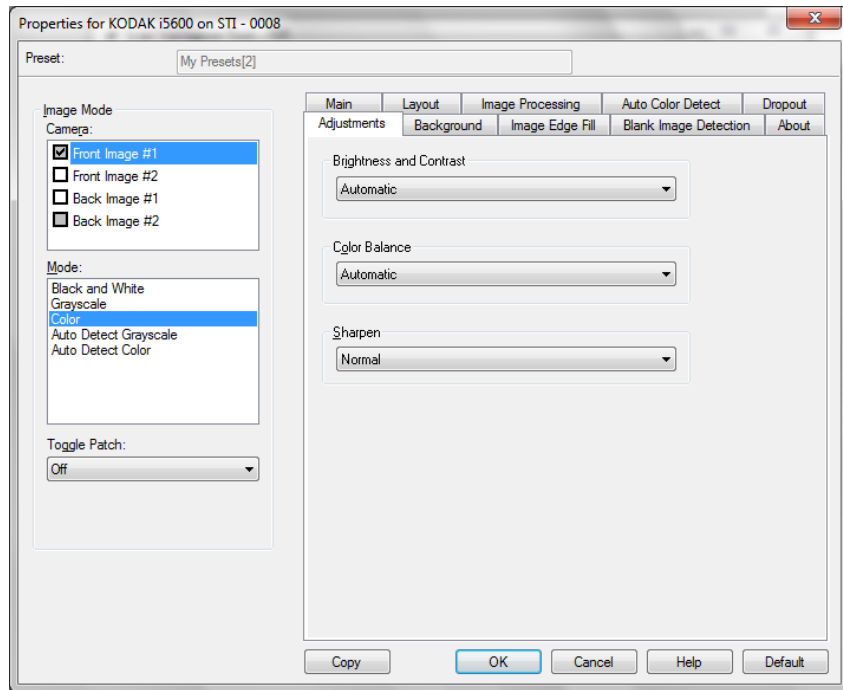 Properties for KODAK i5600 on STI - 0008
Preset:
My Presets[2]
Image Mode
Camera:
Front Image #1
Front Image #2
Back Image #1
Back Image #2
Mode:
Black and White
Grayscale
Color
Auto Detect Grayscale
Auto Detect Color
Toggle Patch:
Off
Main Layout Image Processing Auto Color Detect Dropout
Adjustments Background Image Edge Fill Blank Image Detection About
Brightness and Contrast
Automatic
Color Balance
Automatic
Sharpen
Normal
Copy OK Cancel Help Default